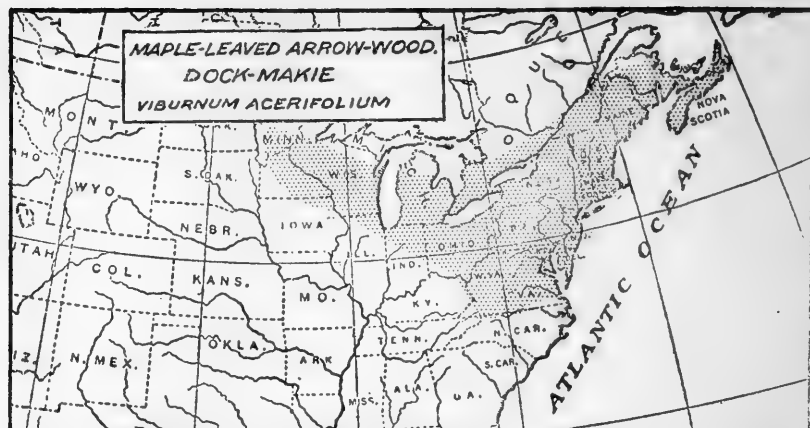 MAPLE-LEAVED ARROW-WOOD.
DOCK-MAKIE
VIBURNUM ACERIFOLIUM
NOVA
SCOTIA
MONT
MINN.
WIS.
S. DAK.
WYO.
NEBR.
IOWA
ILL.
IND.
OHIO
W.VA.
VA.
UTAH
COL.
KANS.
MO.
KY.
N. MEX.
OKLA.
ARK
TENN.
N. CAR.
S. CAR.
MISS.
ALA.
GA.
ATLANTIC OCEAN